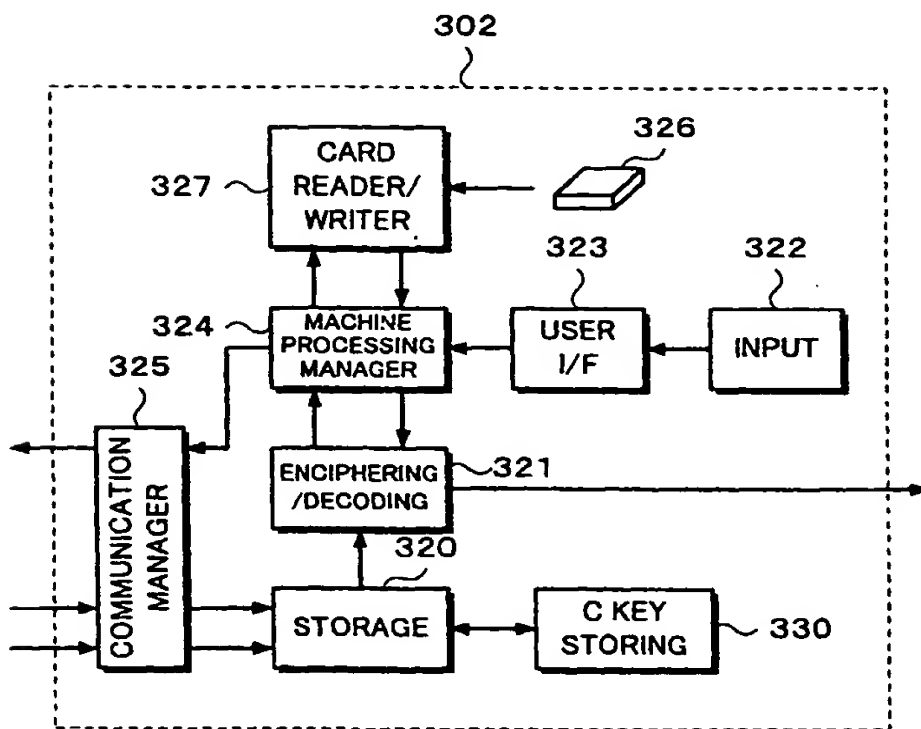 302
CARD
READER/
WRITER
327
326
323
322
324
MACHINE
PROCESSING
MANAGER
USER
I/F
INPUT
325
COMMUNICATION
MANAGER
ENCIPHERING
/DECODING
321
320
STORAGE
C KEY
STORING
330